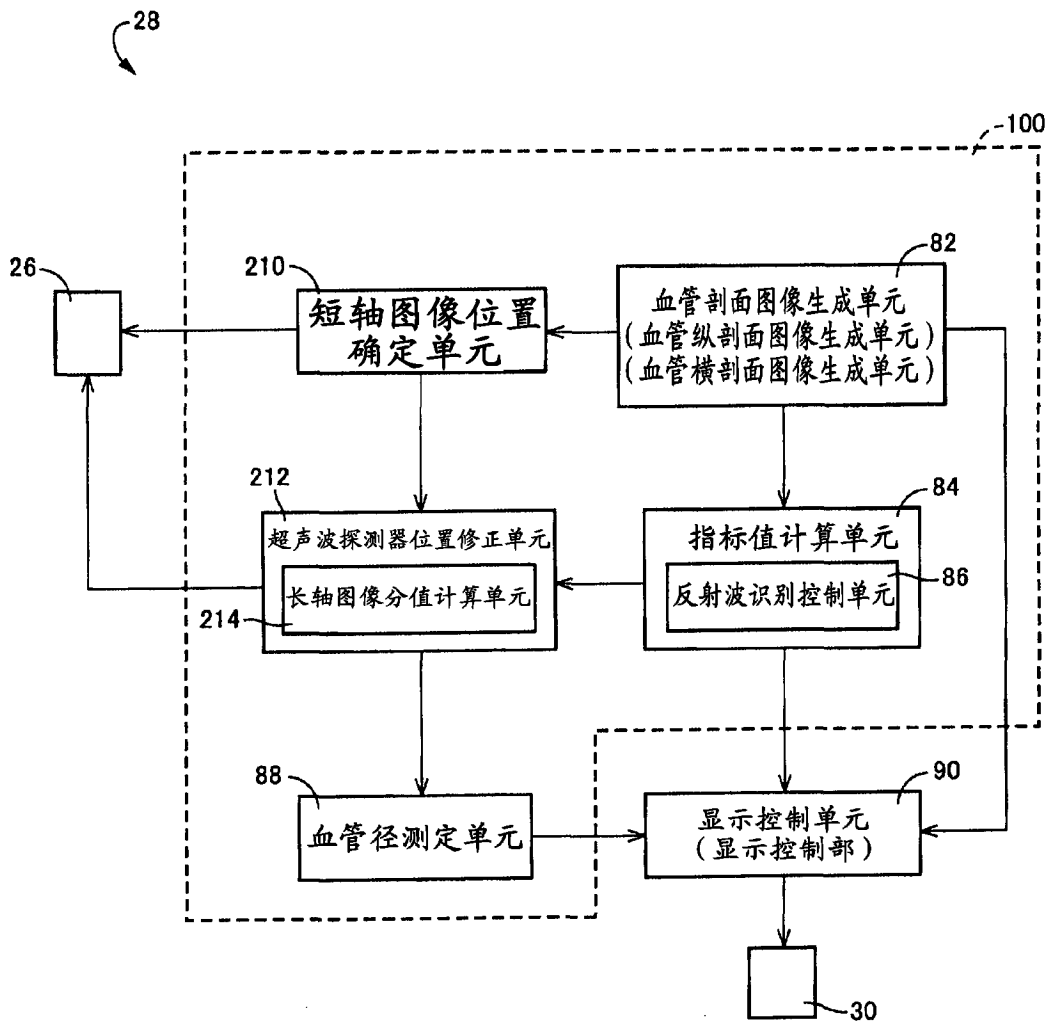 28
100
26
210
短轴图像位置
确定单元
82
血管剖面图像生成单元
(血管纵剖面图像生成单元)
(血管横剖面图像生成单元)
212
超声波探测器位置修正单元
长轴图像分值计算单元
214
84
指标值计算单元
反射波识别控制单元
86
88
血管径测定单元
90
显示控制单元
(显示控制部)
30